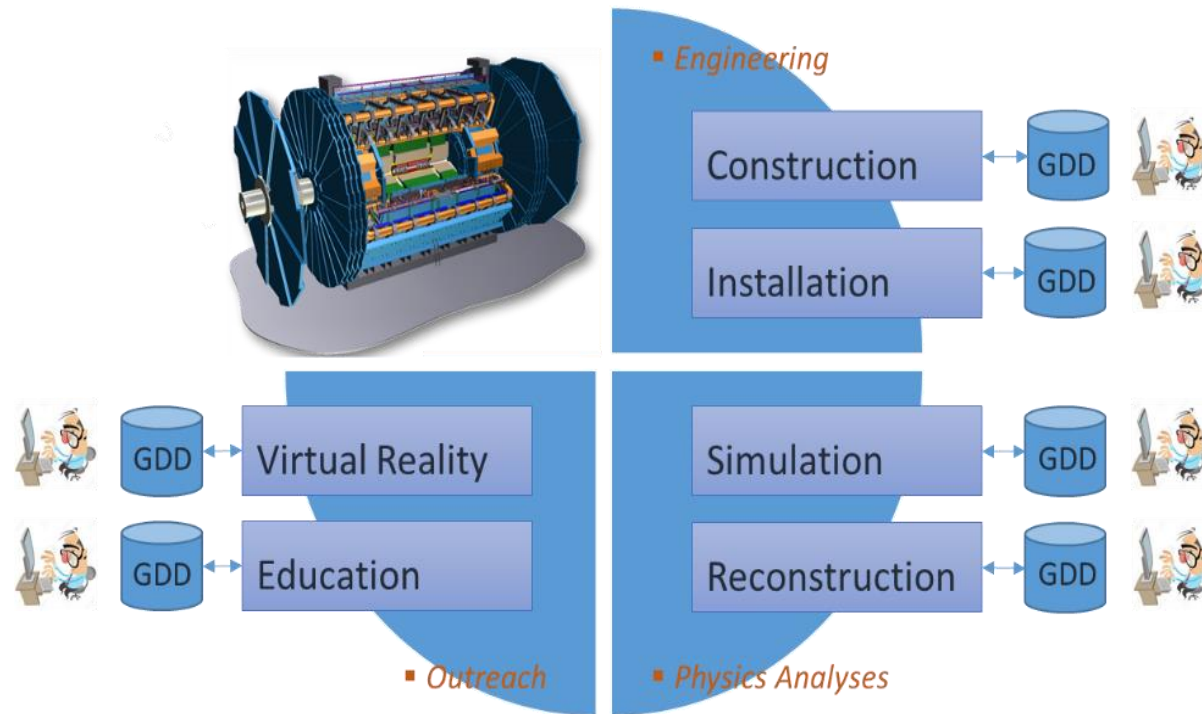 ▪ Engineering
Construction
GDD
Installation
GDD
GDD
Virtual Reality
Simulation
GDD
GDD
Education
Reconstruction
GDD
▪ Outreach
▪ Physics Analyses